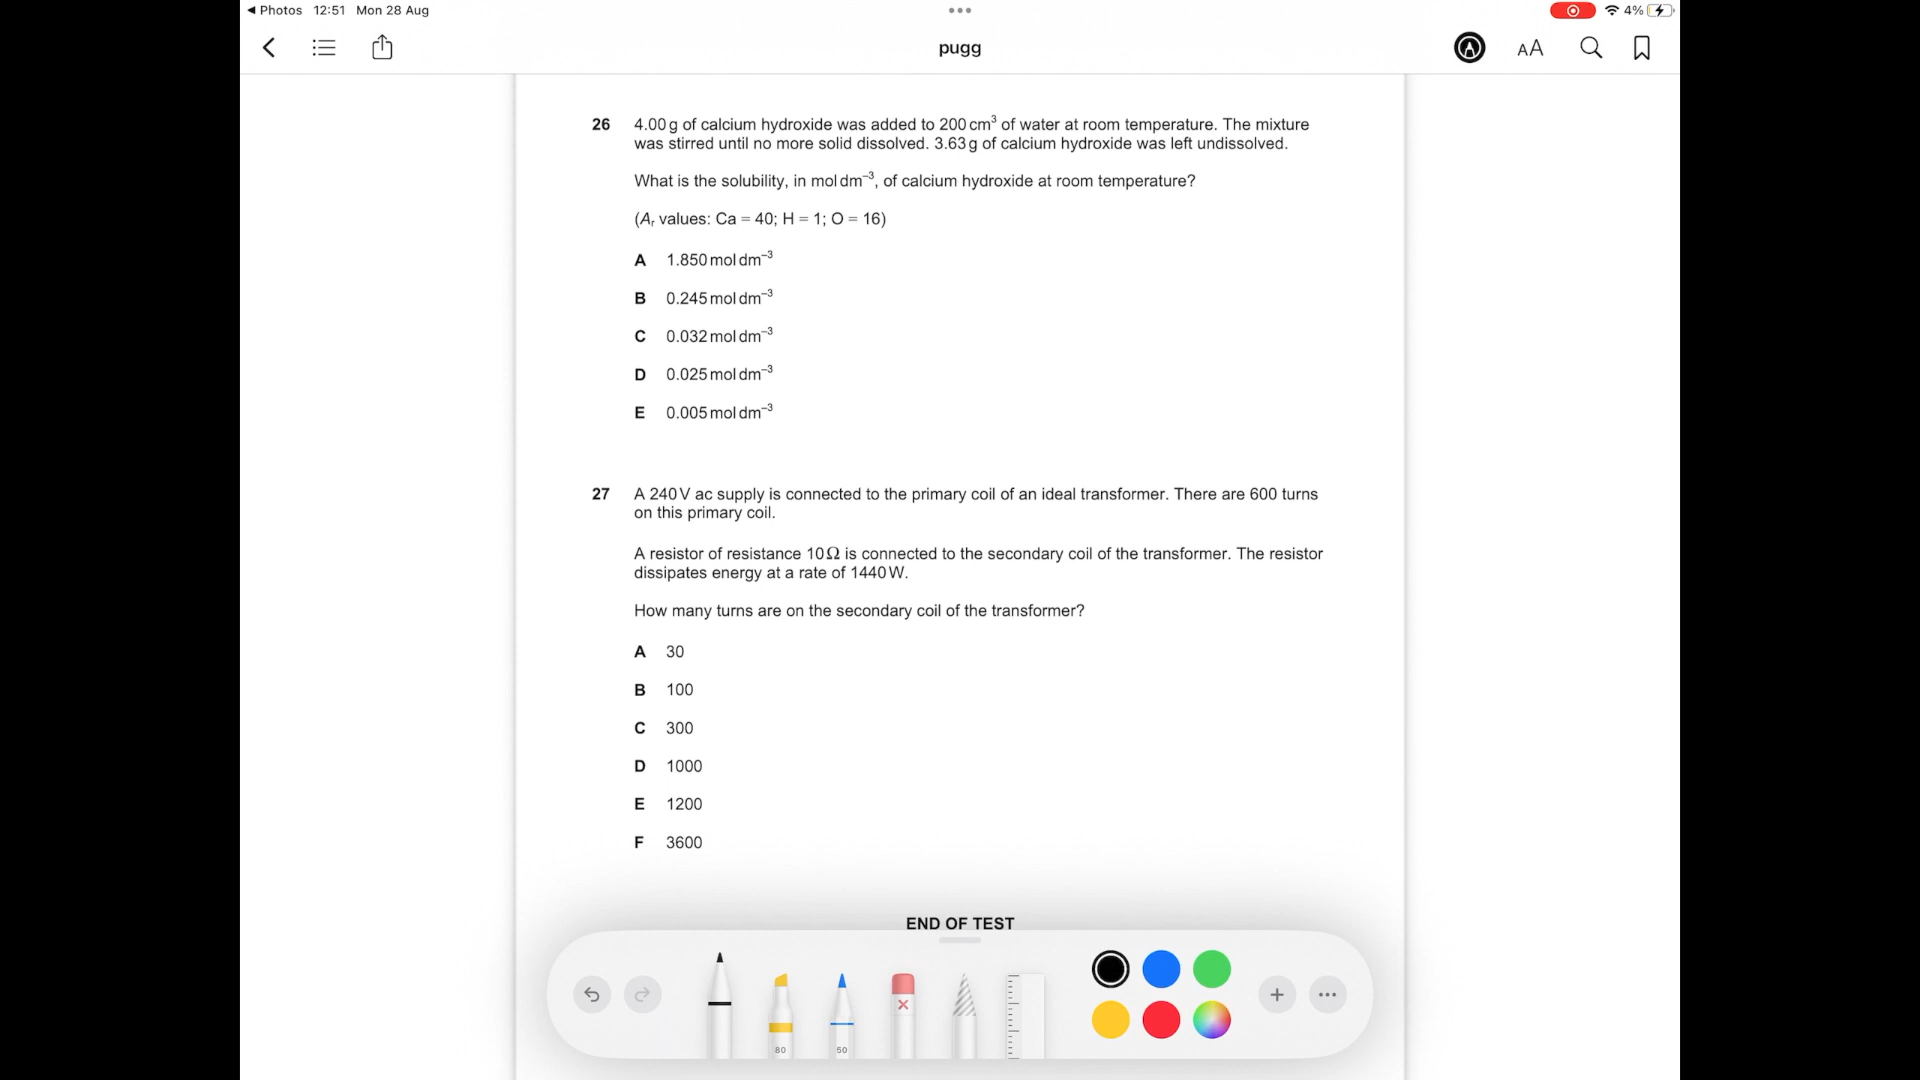 Photos 12:51 Mon 28 Aug 4%
pugg
AA
26 4.00 g of calcium hydroxide was added to 200 cm³ of water at room temperature. The mixture
was stirred until no more solid dissolved. 3.63 g of calcium hydroxide was left undissolved.
What is the solubility, in mol dm⁻³, of calcium hydroxide at room temperature?
(Aᵣ values: Ca = 40; H = 1; O = 16)
A 1.850 mol dm⁻³
B 0.245 mol dm⁻³
C 0.032 mol dm⁻³
D 0.025 mol dm⁻³
E 0.005 mol dm⁻³
27 A 240 V ac supply is connected to the primary coil of an ideal transformer. There are 600 turns
on this primary coil.
A resistor of resistance 10 Ω is connected to the secondary coil of the transformer. The resistor
dissipates energy at a rate of 1440 W.
How many turns are on the secondary coil of the transformer?
A 30
B 100
C 300
D 1000
E 1200
F 3600
END OF TEST
80 50